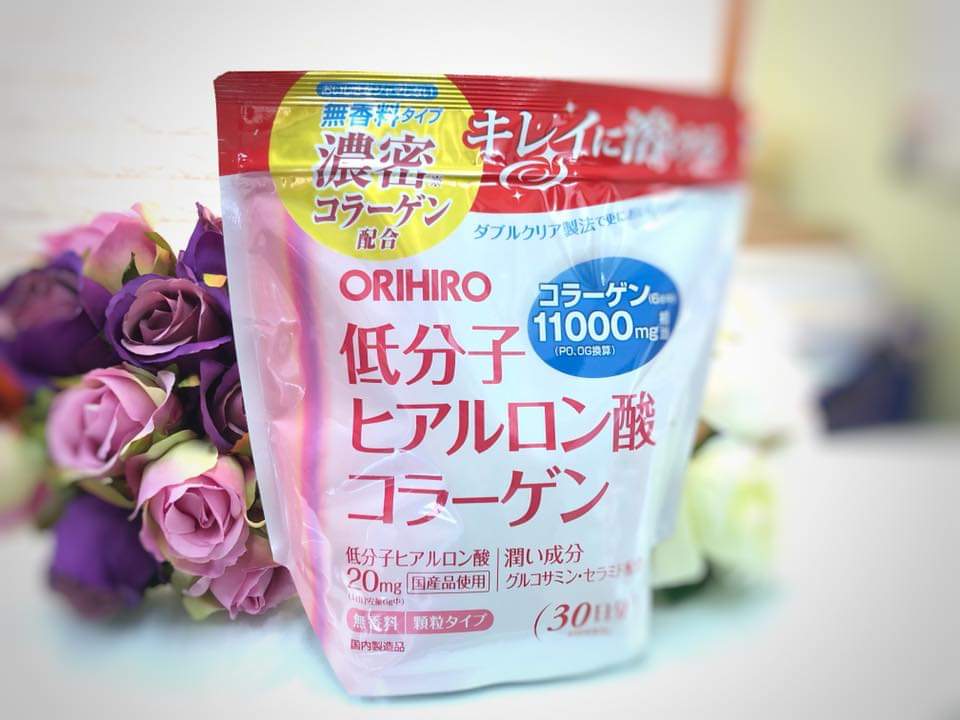 無香料タイプ
濃密※
コラーゲン
配合
キレイに溶
ダブルクリア製法で更に
ORIHIRO
コラーゲン
11000mg
(PO.OG換算)
低分子
ヒアルロン酸
コラーゲン
低分子ヒアルロン酸
20mg 国産品使用
潤い成分
グルコサミン・セラミド
無香料 顆粒タイプ
30日分
国内製造品